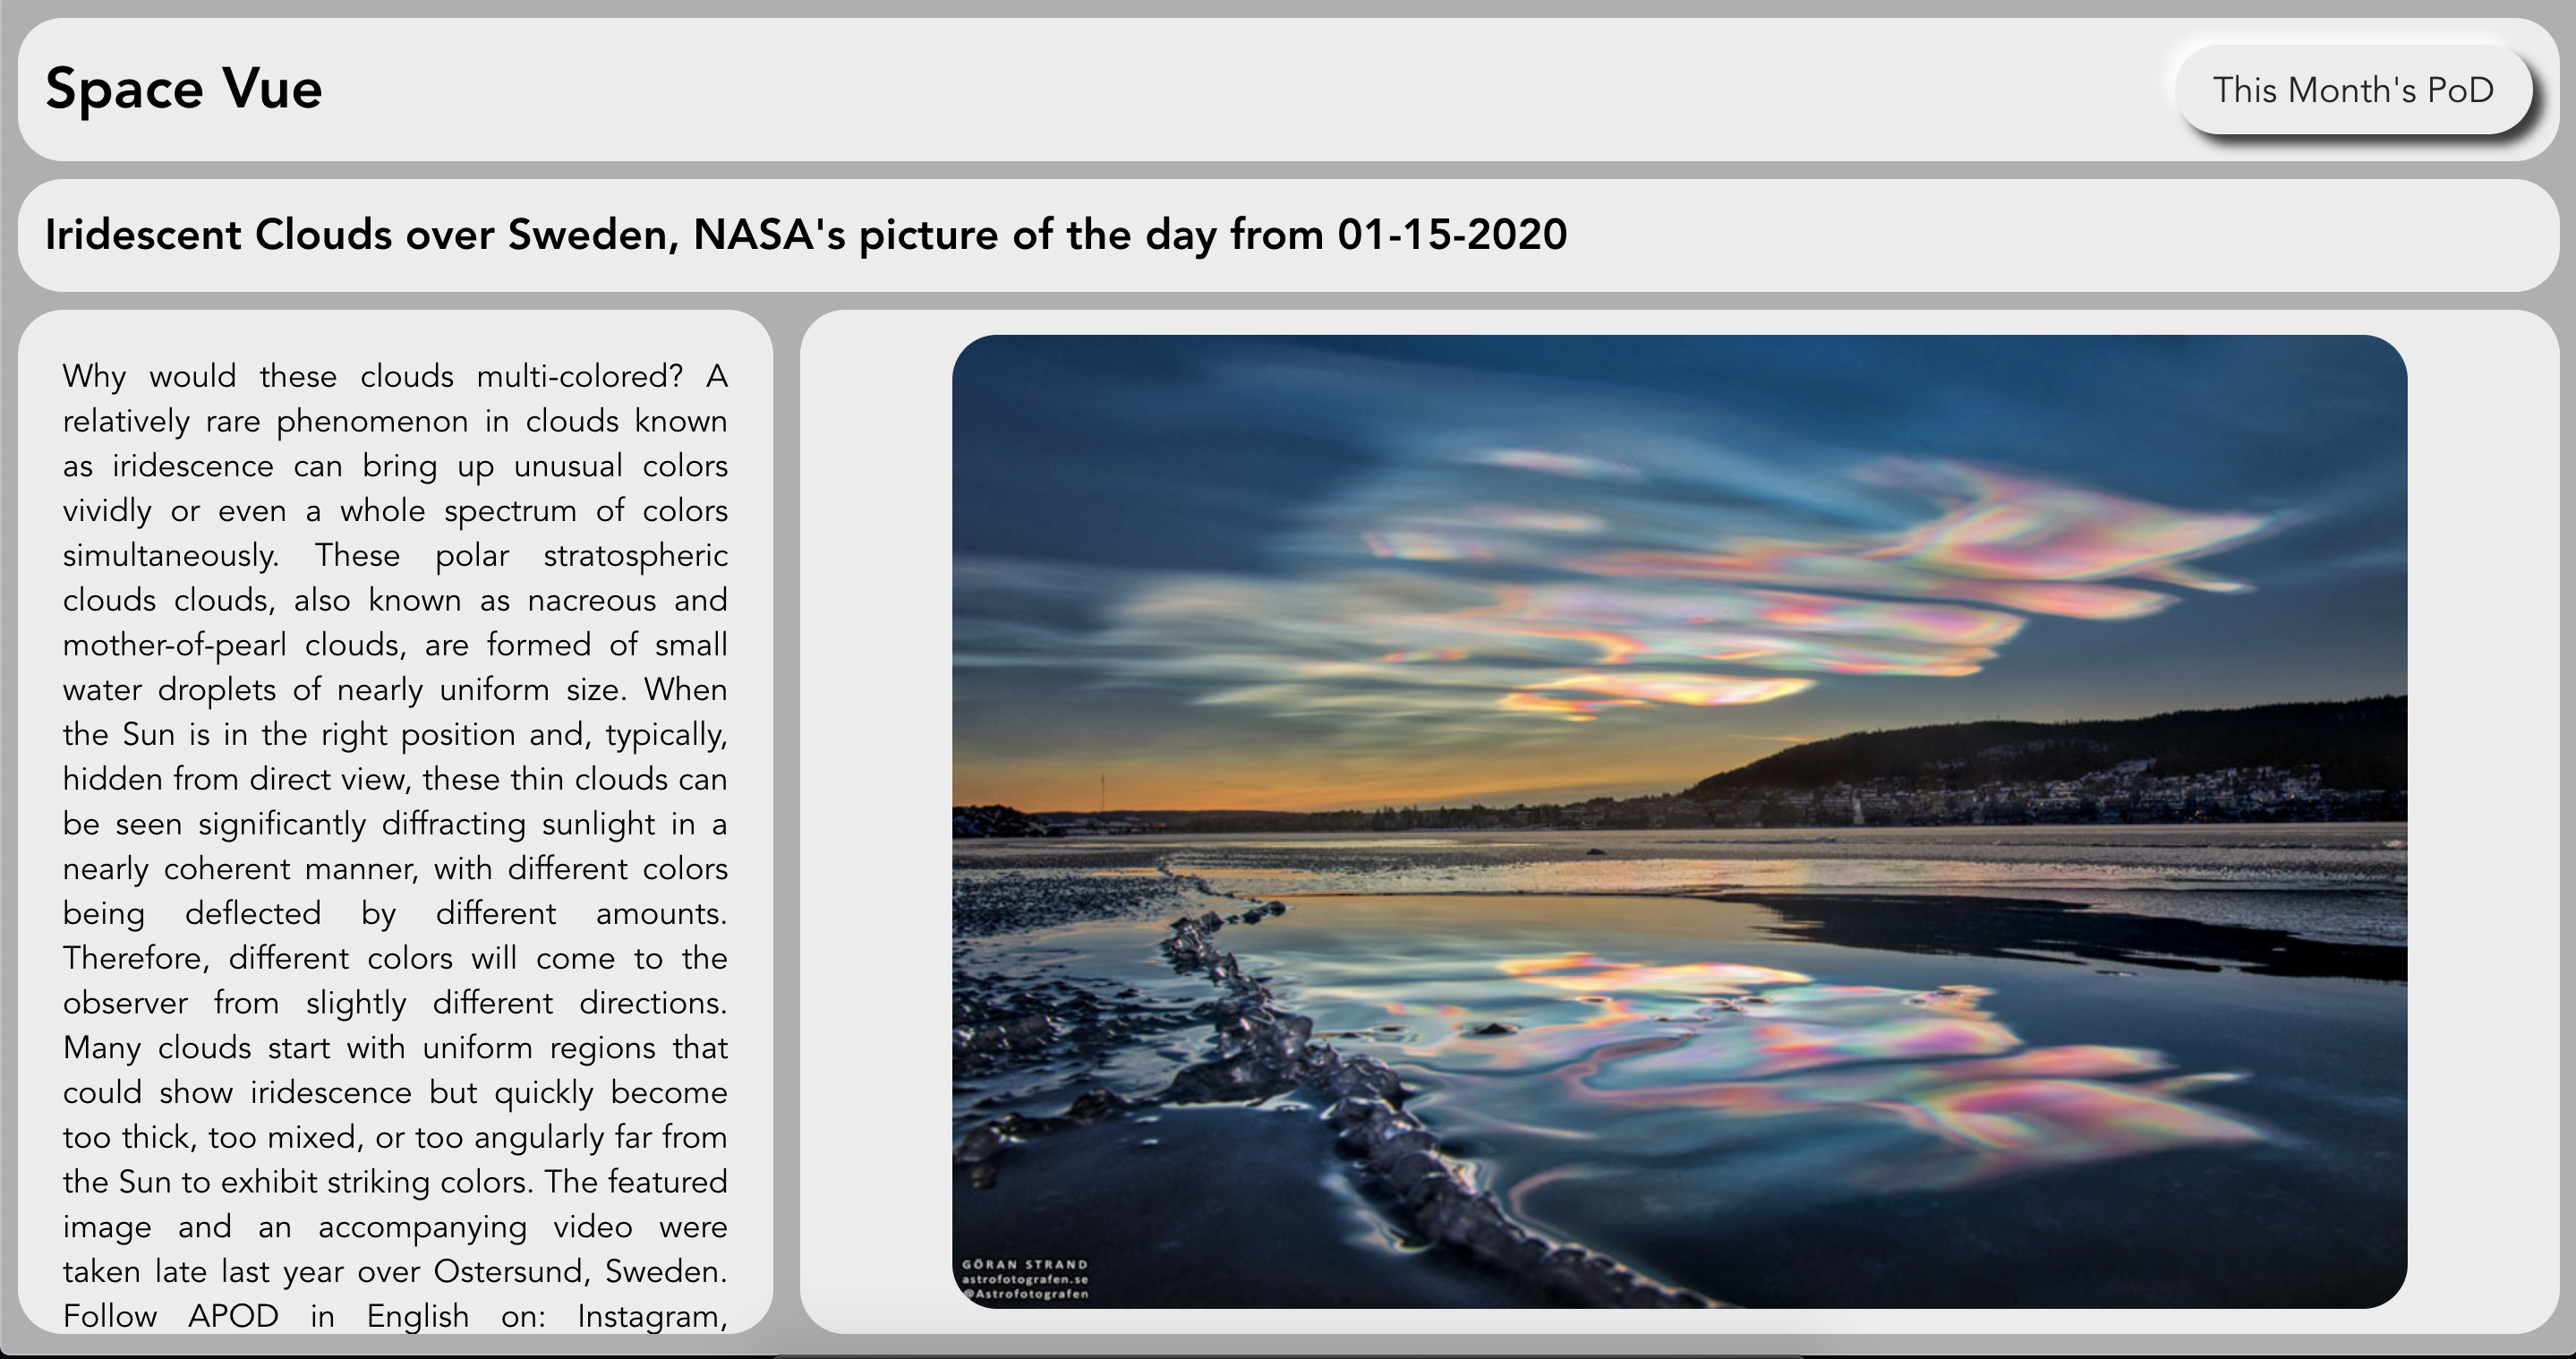 Space Vue
This Month's PoD
Iridescent Clouds over Sweden, NASA's picture of the day from 01-15-2020
Why would these clouds multi-colored? A
relatively rare phenomenon in clouds known
as iridescence can bring up unusual colors
vividly or even a whole spectrum of colors
simultaneously. These polar stratospheric
clouds clouds, also known as nacreous and
mother-of-pearl clouds, are formed of small
water droplets of nearly uniform size. When
the Sun is in the right position and, typically,
hidden from direct view, these thin clouds can
be seen significantly diffracting sunlight in a
nearly coherent manner, with different colors
being deflected by different amounts.
Therefore, different colors will come to the
observer from slightly different directions.
Many clouds start with uniform regions that
could show iridescence but quickly become
too thick, too mixed, or too angularly far from
the Sun to exhibit striking colors. The featured
image and an accompanying video were
taken late last year over Ostersund, Sweden.
Follow APOD in English on: Instagram,
GÖRAN STRAND
astrofotografen.se
@Astrofotografen